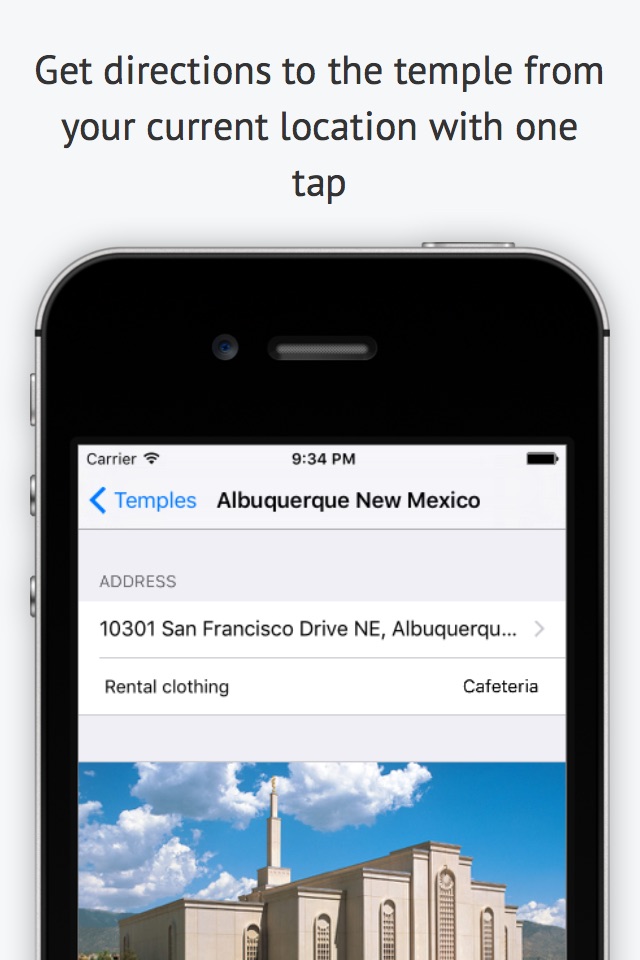 Get directions to the temple from
your current location with one
tap
Carrier 9:34 PM
Temples Albuquerque New Mexico
ADDRESS
10301 San Francisco Drive NE, Albuquerqu...
Rental clothing Cafeteria